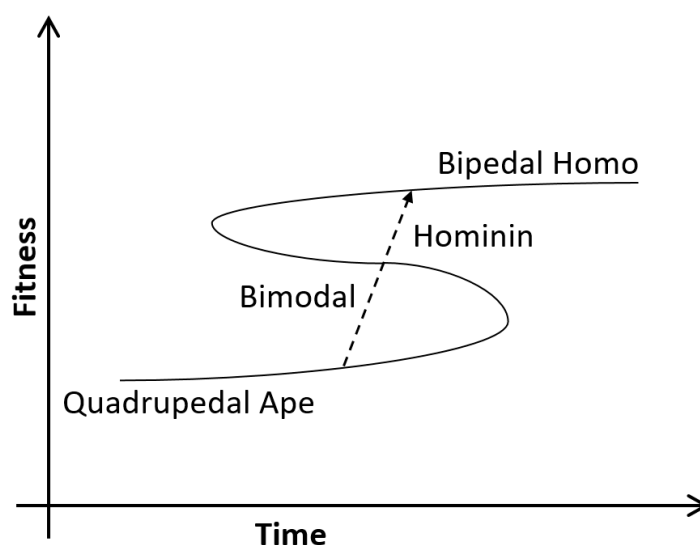 Bipedal Homo
Hominin
Bimodal
Quadrupedal Ape
Fitness
Time